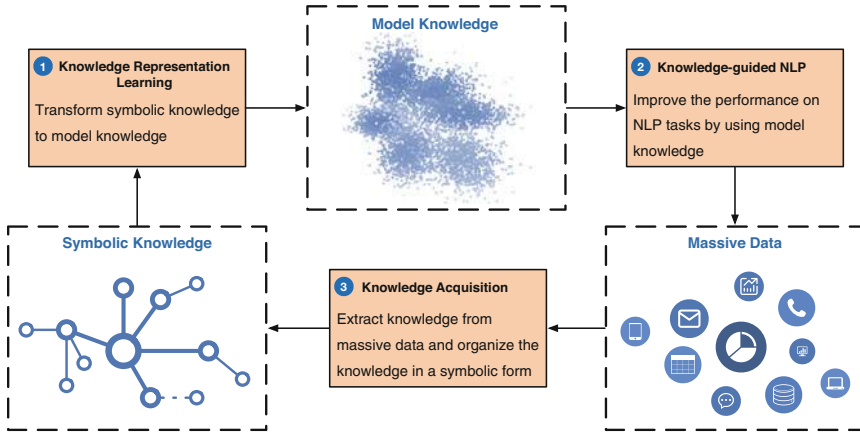 Model Knowledge
1 Knowledge Representation
Learning
Transform symbolic knowledge
to model knowledge
2 Knowledge-guided NLP
Improve the performance on
NLP tasks by using model
knowledge
Symbolic Knowledge
3 Knowledge Acquisition
Extract knowledge from
massive data and organize the
knowledge in a symbolic form
Massive Data